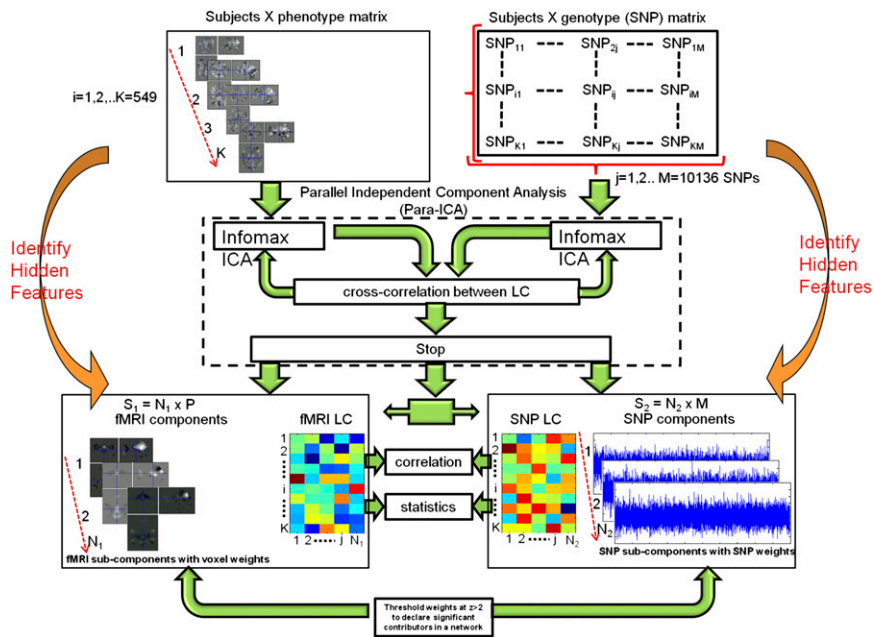 Subjects X phenotype matrix
Subjects X genotype (SNP) matrix
i=1,2,..K=549
1
2
3
K
SNP11 SNP2j SNP1M
SNPi1 SNPij SNPiM
SNPK1 SNPKj SNPKM
j=1,2.. M=10136 SNPs
Parallel Independent Component Analysis
(Para-ICA)
Identify
Hidden
Features
Identify
Hidden
Features
Infomax
ICA
Infomax
ICA
cross-correlation between LC
Stop
S1 = N1 x P
fMRI components
1
2
N1
fMRI sub-components with voxel weights
fMRI LC
1
2
i
K
1 2 j N1
correlation
statistics
SNP LC
1
2
i
K
1 2 j N2
S2 = N2 x M
SNP components
1
2
N2
SNP sub-components with SNP weights
Threshold weights at z>2
to declare significant
contributors in a network